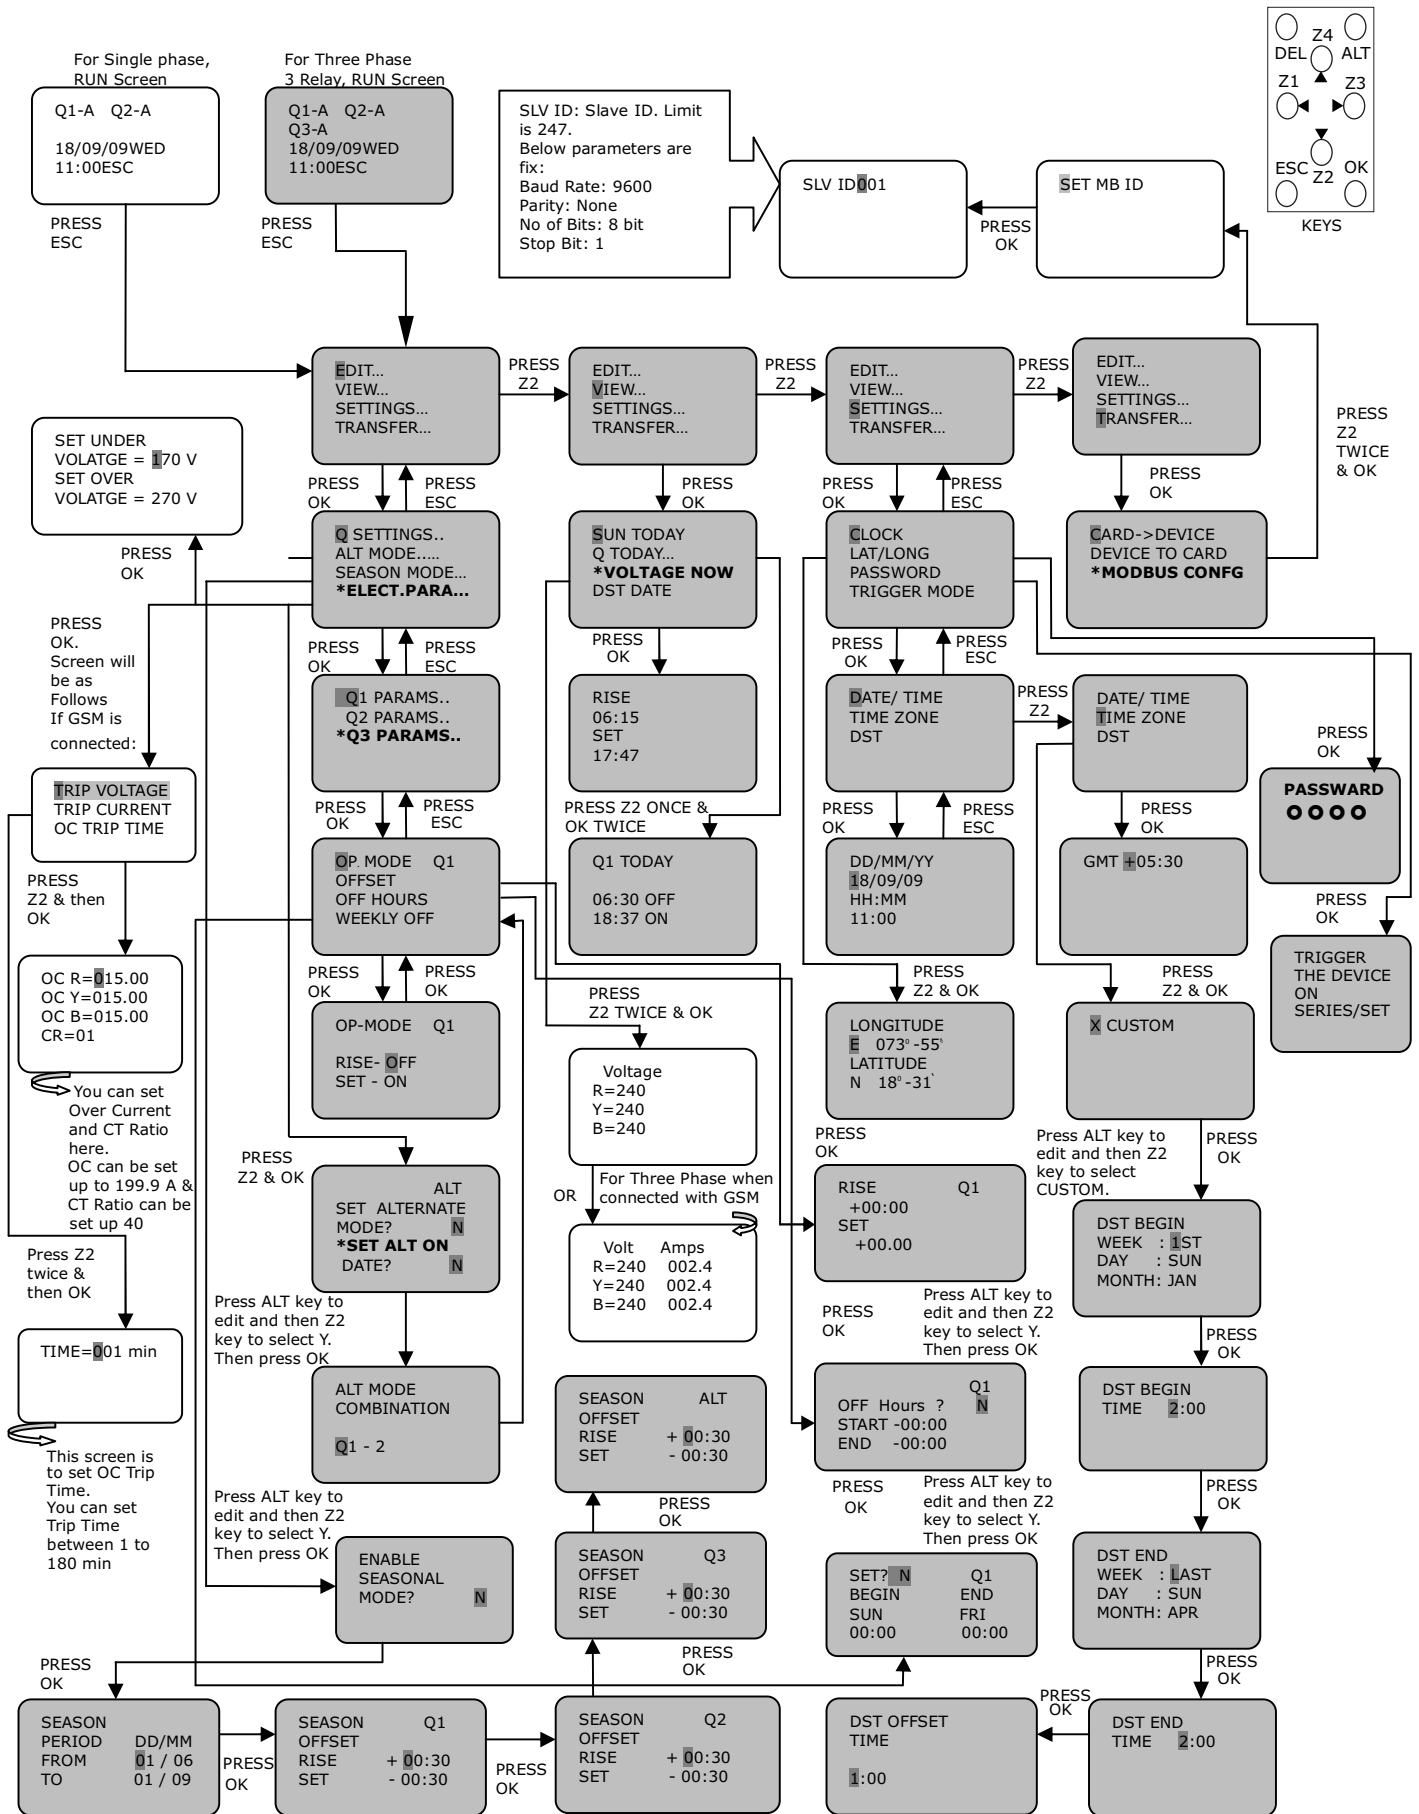 For Single phase,
RUN Screen
For Three Phase
3 Relay, RUN Screen
Q1-A Q2-A
18/09/09WED
11:00ESC
Q1-A Q2-A
Q3-A
18/09/09WED
11:00ESC
SLV ID: Slave ID. Limit
is 247.
Below parameters are
fix:
Baud Rate: 9600
Parity: None
No of Bits: 8 bit
Stop Bit: 1
SLV ID001
SET MB ID
PRESS
OK
DEL
Z4
ALT
Z1
Z3
ESC
Z2
OK
KEYS
PRESS
ESC
PRESS
ESC
EDIT...
VIEW...
SETTINGS...
TRANSFER...
PRESS
Z2
EDIT...
VIEW...
SETTINGS...
TRANSFER...
PRESS
Z2
EDIT...
VIEW...
SETTINGS...
TRANSFER...
PRESS
Z2
EDIT...
VIEW...
SETTINGS...
TRANSFER...
PRESS
Z2
TWICE
& OK
SET UNDER
VOLATGE = 170 V
SET OVER
VOLATGE = 270 V
PRESS
OK
PRESS
OK
PRESS
ESC
PRESS
OK
PRESS
OK
PRESS
ESC
PRESS
OK
Q SETTINGS..
ALT MODE.....
SEASON MODE...
*ELECT.PARA...
SUN TODAY
Q TODAY...
*VOLTAGE NOW
DST DATE
CLOCK
LAT/LONG
PASSWORD
TRIGGER MODE
CARD->DEVICE
DEVICE TO CARD
*MODBUS CONFG
PRESS
OK.
Screen will
be as
Follows
If GSM is
connected:
PRESS
OK
PRESS
ESC
PRESS
OK
PRESS
OK
PRESS
ESC
Q1 PARAMS..
Q2 PARAMS..
*Q3 PARAMS..
RISE
06:15
SET
17:47
DATE/ TIME
TIME ZONE
DST
PRESS
Z2
DATE/ TIME
TIME ZONE
DST
PRESS
OK
PASSWARD
TRIP VOLTAGE
TRIP CURRENT
OC TRIP TIME
PRESS
OK
PRESS
ESC
PRESS Z2 ONCE &
OK TWICE
PRESS
OK
PRESS
ESC
PRESS
OK
OP. MODE Q1
OFFSET
OFF HOURS
WEEKLY OFF
Q1 TODAY
06:30 OFF
18:37 ON
DD/MM/YY
18/09/09
HH:MM
11:00
GMT +05:30
PRESS
OK
TRIGGER
THE DEVICE
ON
SERIES/SET
PRESS
Z2 & then
OK
OC R=015.00
OC Y=015.00
OC B=015.00
CR=01
PRESS
OK
PRESS
OK
PRESS
Z2 TWICE & OK
PRESS
Z2 & OK
PRESS
Z2 & OK
OP-MODE Q1
RISE- OFF
SET - ON
LONGITUDE
E 073°-55`
LATITUDE
N 18°-31`
X CUSTOM
You can set
Over Current
and CT Ratio
here.
OC can be set
up to 199.9 A &
CT Ratio can be
set up 40
Voltage
R=240
Y=240
B=240
PRESS
Z2 & OK
PRESS
OK
Press ALT key to
edit and then Z2
key to select
CUSTOM.
PRESS
OK
ALT
SET ALTERNATE
MODE? N
*SET ALT ON
DATE? N
OR
For Three Phase when
connected with GSM
RISE Q1
+00:00
SET
+00.00
DST BEGIN
WEEK : 1ST
DAY : SUN
MONTH: JAN
Volt Amps
R=240 002.4
Y=240 002.4
B=240 002.4
Press Z2
twice &
then OK
Press ALT key to
edit and then Z2
key to select Y.
Then press OK
PRESS
OK
Press ALT key to
edit and then Z2
key to select Y.
Then press OK
PRESS
OK
TIME=001 min
ALT MODE
COMBINATION
Q1 - 2
SEASON ALT
OFFSET
RISE + 00:30
SET - 00:30
Q1
OFF Hours ? N
START -00:00
END -00:00
DST BEGIN
TIME 2:00
This screen is
to set OC Trip
Time.
You can set
Trip Time
between 1 to
180 min
Press ALT key to
edit and then Z2
key to select Y.
Then press OK
PRESS
OK
PRESS
OK
Press ALT key to
edit and then Z2
key to select Y.
Then press OK
PRESS
OK
ENABLE
SEASONAL
MODE? N
SEASON Q3
OFFSET
RISE + 00:30
SET - 00:30
SET? N Q1
BEGIN END
SUN FRI
00:00 00:00
DST END
WEEK : LAST
DAY : SUN
MONTH: APR
PRESS
OK
PRESS
OK
PRESS
OK
SEASON
PERIOD DD/MM
FROM 01 / 06
TO 01 / 09
PRESS
OK
SEASON Q1
OFFSET
RISE + 00:30
SET - 00:30
PRESS
OK
SEASON Q2
OFFSET
RISE + 00:30
SET - 00:30
DST OFFSET
TIME
1:00
PRESS
OK
DST END
TIME 2:00